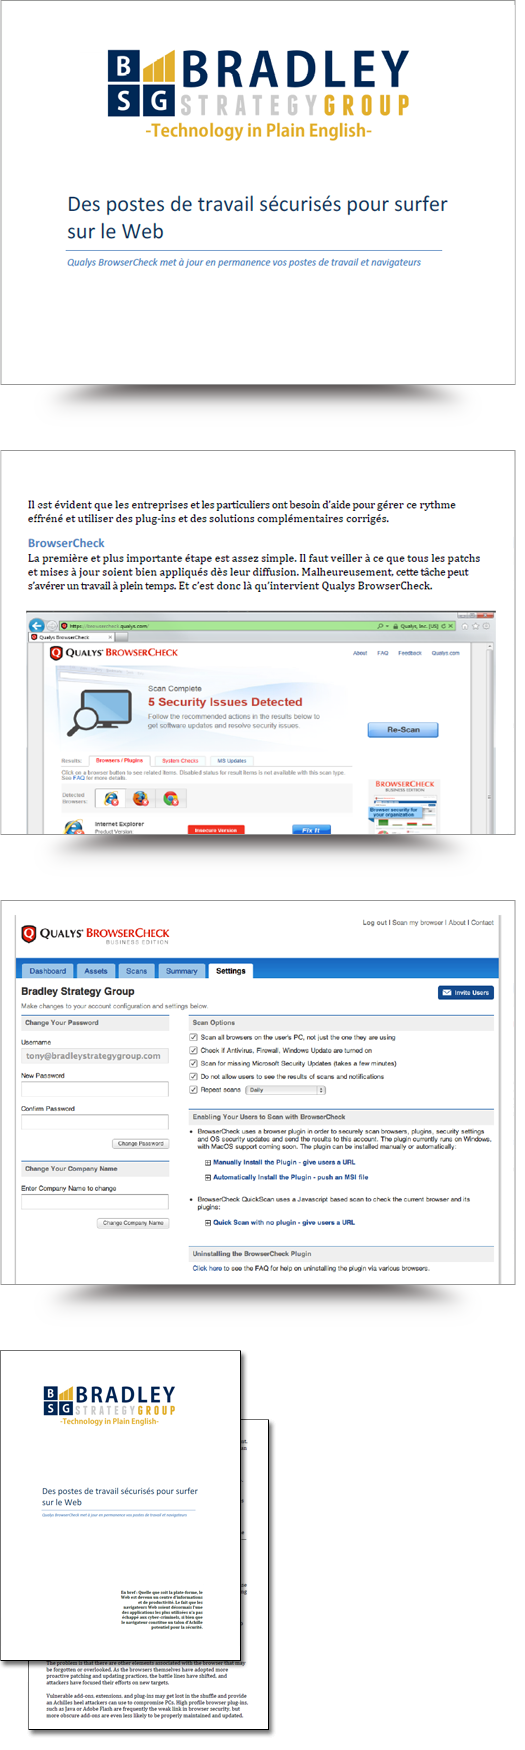 B
S G
BRADLEY
STRATEGYGROUP
-Technology in Plain English-
Des postes de travail sécurisés pour surfer
sur le Web
Qualys BrowserCheck met à jour en permanence vos postes de travail et navigateurs
Il est évident que les entreprises et les particuliers ont besoin d'aide pour gérer ce rythme
effréné et utiliser des plug-ins et des solutions complémentaires corrigés.
BrowserCheck
La première et plus importante étape est assez simple. Il faut veiller à ce que tous les patchs
et mises à jour soient bien appliqués dès leur diffusion. Malheureusement, cette tâche peut
s'avérer un travail à plein temps. Et c'est donc là qu'intervient Qualys BrowserCheck.
https://browsercheck.qualys.com/
Qualys, Inc. [US]
Qualys BrowserCheck
QUALYS' BROWSERCHECK
About FAQ Feedback Qualys.com
Scan Complete
5 Security Issues Detected
Follow the recommended actions in the results below to
get software updates and resolve security issues.
Re-Scan
Results: Browsers / Plugins System Checks MS Updates
Click on a browser button to see related items. Disabled status for result items is not available with this scan type.
See FAQ for more details.
Detected
Browsers:
BROWSERCHECK
BUSINESS EDITION
Browser security for
your organization
Internet Explorer
Product Version
Insecure Version
Fix It
Log out I Scan my browser I About I Contact
QUALYS' BROWSERCHECK
BUSINESS EDITION
Dashboard Assets Scans Summary Settings
Bradley Strategy Group
Invite Users
Make changes to your account configuration and settings below.
Change Your Password
Username
tony@bradleystrategygroup.com
New Password
Confirm Password
Change Password
Change Your Company Name
Enter Company Name to change
Change Company Name
Scan Options
Scan all browsers on the user's PC, not just the one they are using
Check if Antivirus, Firewall, Windows Update are turned on
Scan for missing Microsoft Security Updates (takes a few minutes)
Do not allow users to see the results of scans and notifications
Repeat scans Daily
Enabling Your Users to Scan with BrowserCheck
• BrowserCheck uses a browser plugin in order to securely scan browsers, plugins, security settings
and OS security updates and send the results to this account. The plugin currently runs on Windows,
with MacOS support coming soon. The plugin can be installed manually or automatically:
Manually Install the Plugin - give users a URL
Automatically Install the Plugin - push an MSI file
• BrowserCheck QuickScan uses a Javascript based scan to check the current browser and its
plugins:
Quick Scan with no plugin - give users a URL
Uninstalling the BrowserCheck Plugin
Click here to see the FAQ for help on uninstalling the plugin via various browsers.
B
S G
BRADLEY
STRATEGYGROUP
-Technology in Plain English-
Des postes de travail sécurisés pour surfer
sur le Web
Qualys BrowserCheck met à jour en permanence vos postes de travail et navigateurs
En bref : Quelle que soit la plate-forme, le
Web est devenu un centre d'informations
et de productivité. Le fait que les
navigateurs Web soient désormais l'une
des applications les plus utilisées n'a pas
échappé aux cyber-criminels, si bien que
le navigateur constitue un talon d'Achille
potentiel pour la sécurité.
The problem is that there are other elements associated with the browser that may
be forgotten or overlooked. As the browsers themselves have adopted more
proactive patching and updating practices, the battle lines have shifted, and
attackers have focused their efforts on new targets.
Vulnerable add-ons, extensions, and plug-ins may get lost in the shuffle and provide
an Achilles heel attackers can use to compromise PCs. High profile browser plug-ins,
such as Java or Adobe Flash are frequently the weak link in browser security, but
more obscure add-ons are even less likely to be properly maintained and updated.